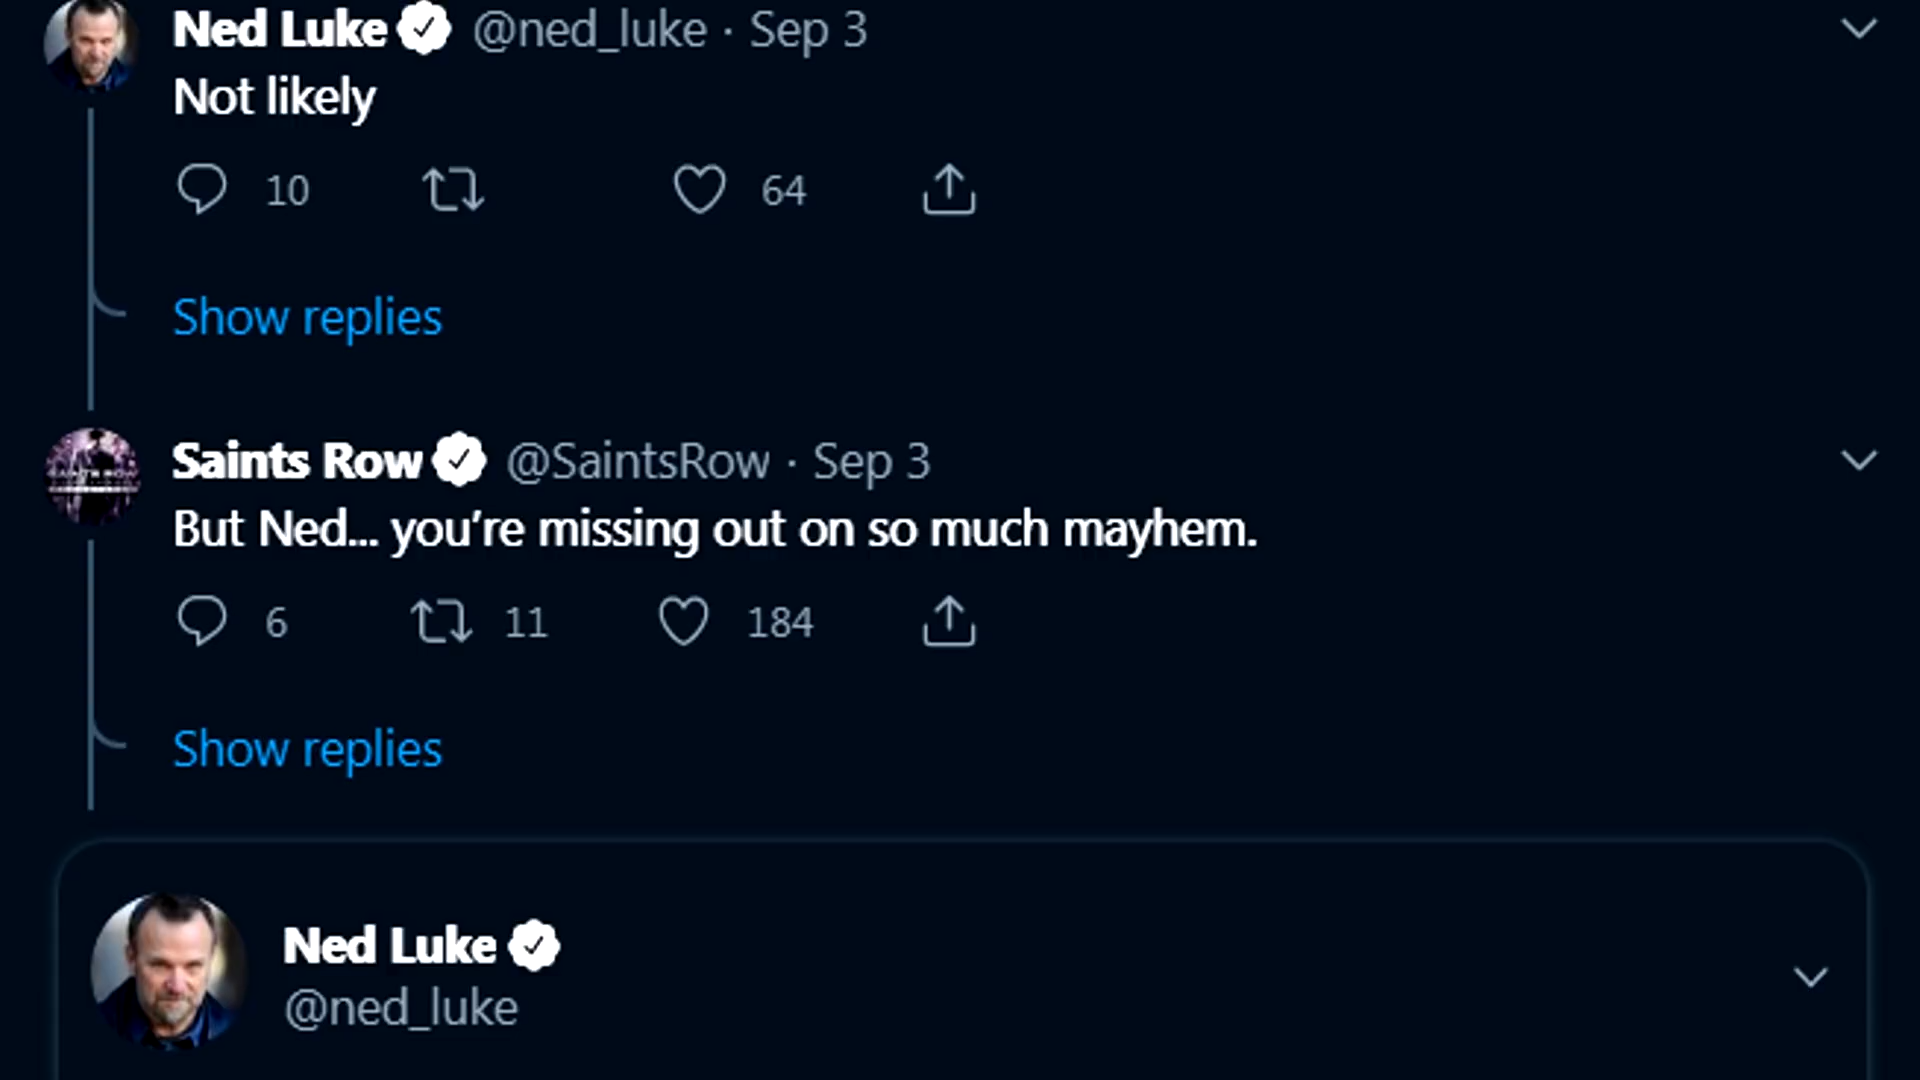 Ned Luke @ned_luke · Sep 3
Not likely
10 64
Show replies
Saints Row @SaintsRow · Sep 3
But Ned... you’re missing out on so much mayhem.
6 11 184
Show replies
Ned Luke
@ned_luke